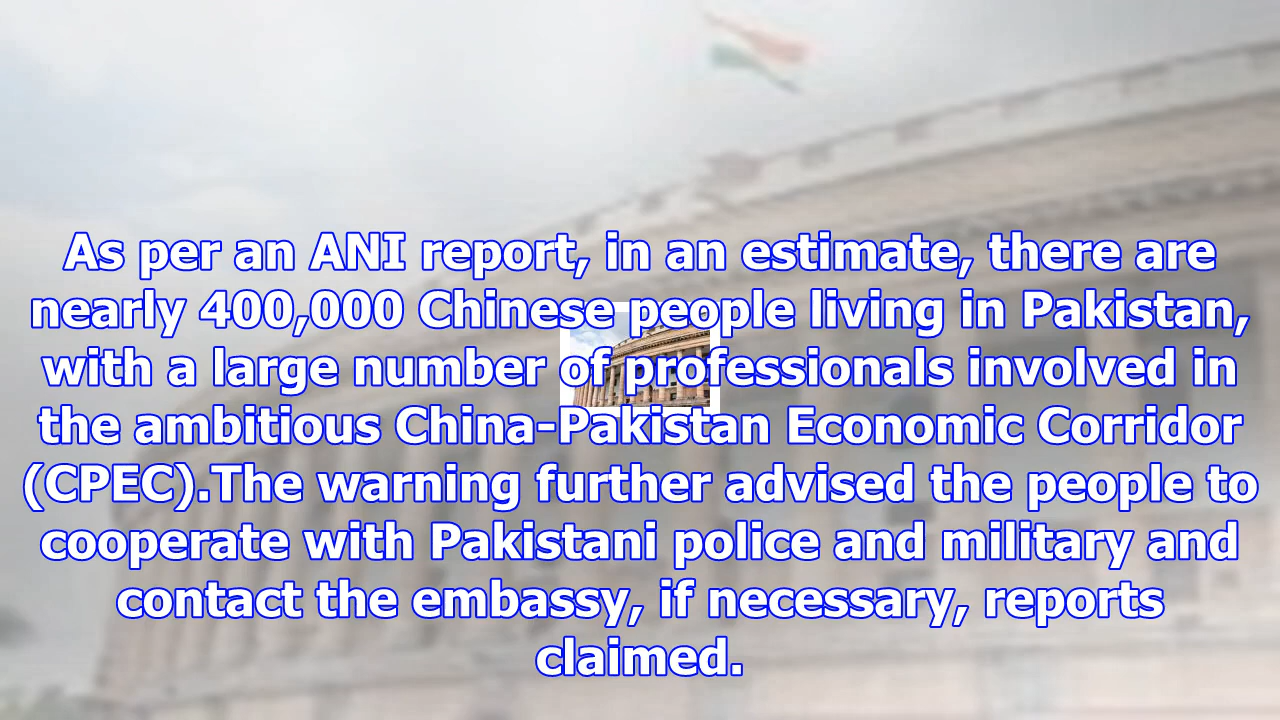 As per an ANI report, in an estimate, there are
nearly 400,000 Chinese people living in Pakistan,
with a large number of professionals involved in
the ambitious China-Pakistan Economic Corridor
(CPEC).The warning further advised the people to
cooperate with Pakistani police and military and
contact the embassy, if necessary, reports
claimed.